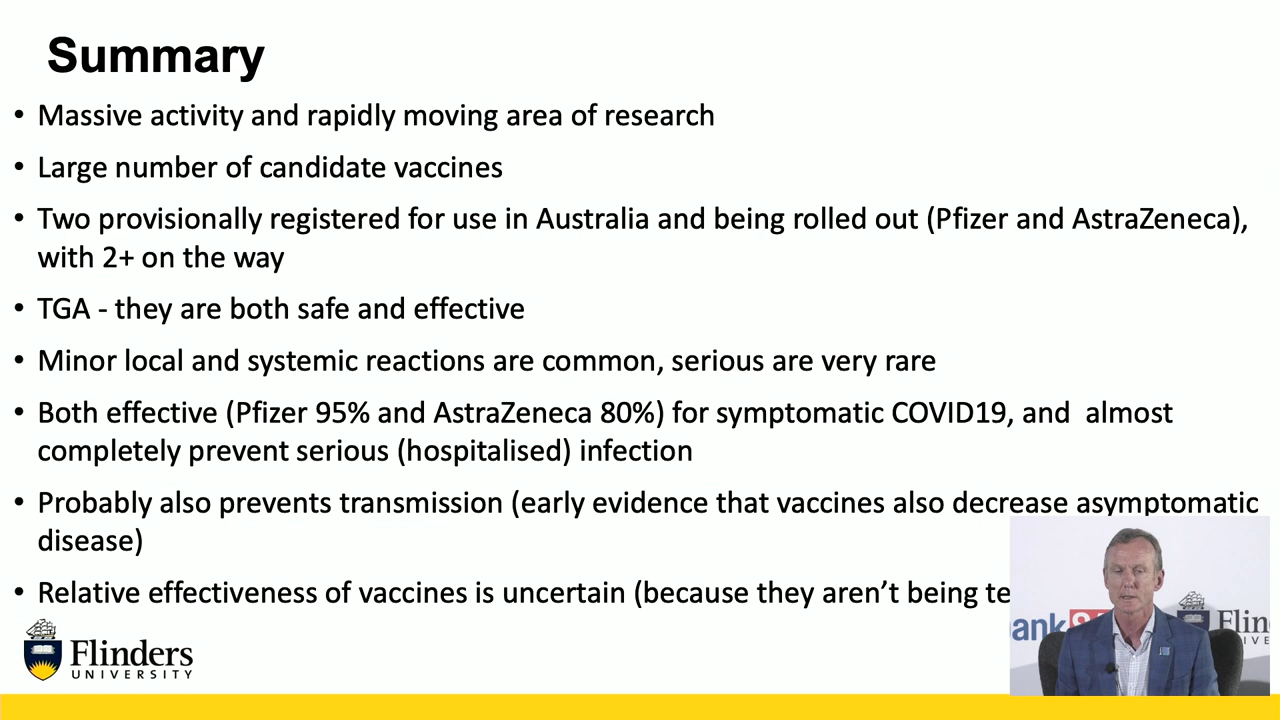 Summary
• Massive activity and rapidly moving area of research
• Large number of candidate vaccines
• Two provisionally registered for use in Australia and being rolled out (Pfizer and AstraZeneca),
with 2+ on the way
• TGA - they are both safe and effective
• Minor local and systemic reactions are common, serious are very rare
• Both effective (Pfizer 95% and AstraZeneca 80%) for symptomatic COVID19, and  almost
completely prevent serious (hospitalised) infection
• Probably also prevents transmission (early evidence that vaccines also decrease asymptomatic
disease)
• Relative effectiveness of vaccines is uncertain (because they aren’t being te
Flinders
UNIVERSITY
ank
Flin